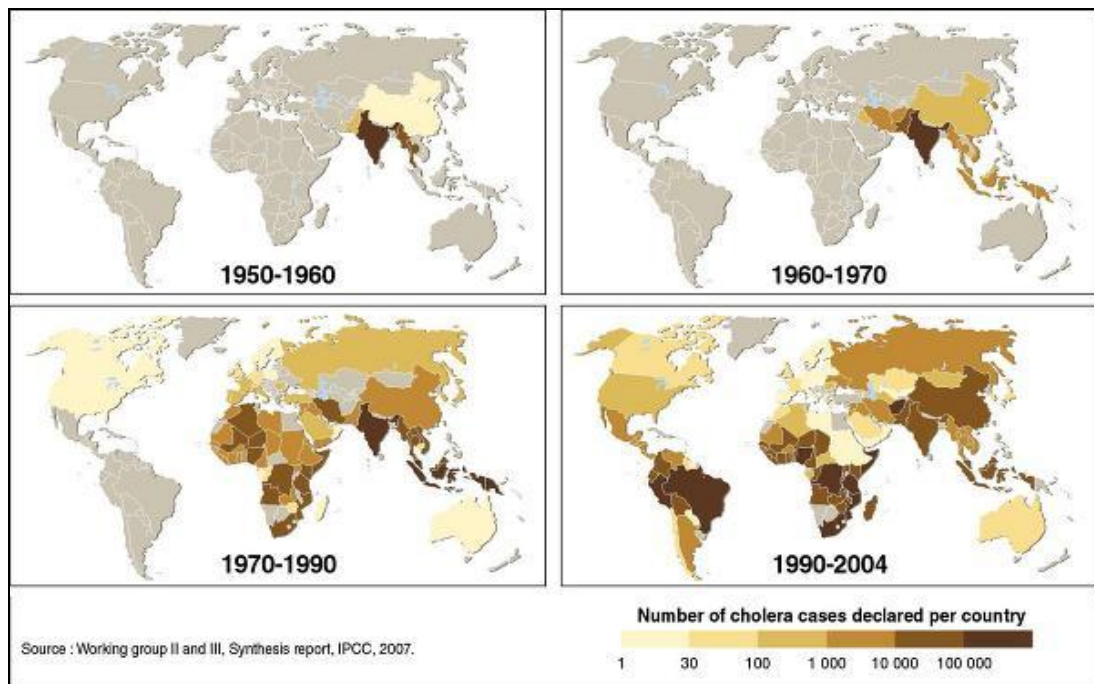 1950-1960
1960-1970
1970-1990
1990-2004
Number of cholera cases declared per country
1 30 100 1 000 10 000 100 000
Source : Working group II and III, Synthesis report, IPCC, 2007.